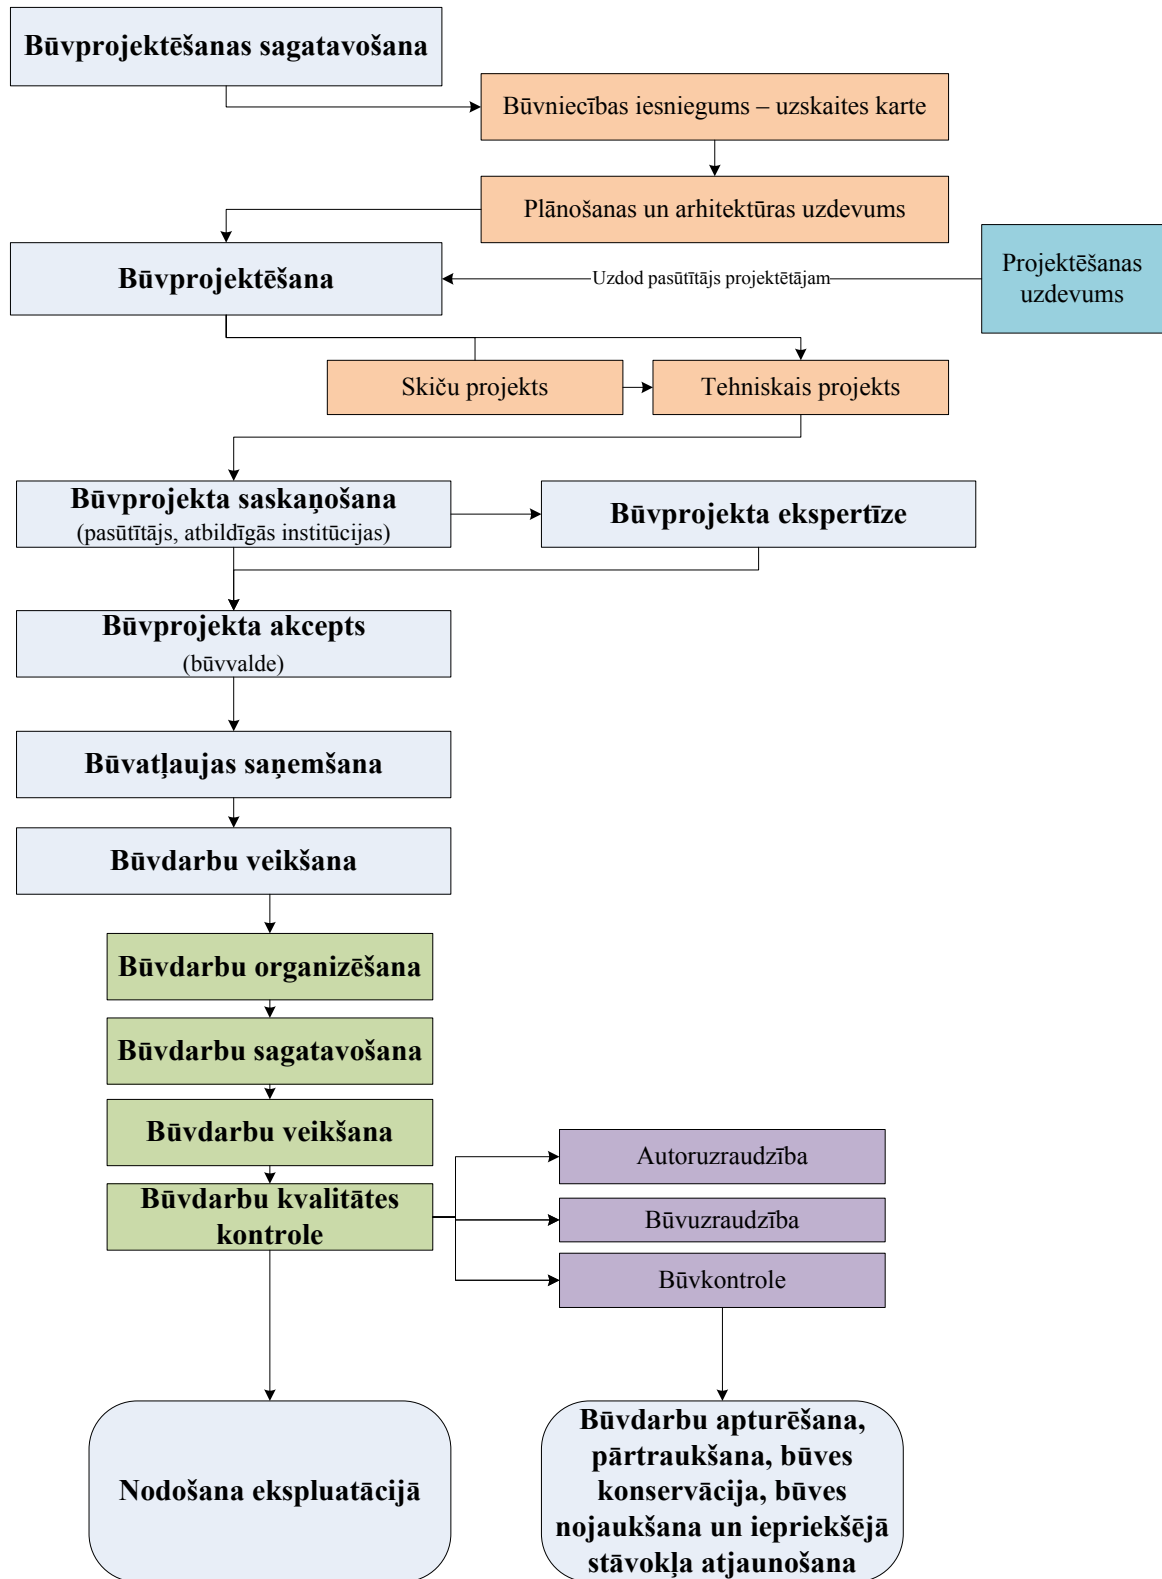 Būvprojektēšanas sagatavošana
Būvniecības iesniegums – uzskaites karte
Plānošanas un arhitektūras uzdevums
Būvprojektēšana
Uzdod pasūtītājs projektētājam
Projektēšanas
uzdevums
Skiču projekts
Tehniskais projekts
Būvprojekta saskaņošana
(pasūtītājs, atbildīgās institūcijas)
Būvprojekta ekspertīze
Būvprojekta akcepts
(būvvalde)
Būvatļaujas saņemšana
Būvdarbu veikšana
Būvdarbu organizēšana
Būvdarbu sagatavošana
Būvdarbu veikšana
Būvdarbu kvalitātes
kontrole
Autoruzraudzība
Būvuzraudzība
Būvkontrole
Nodošana ekspluatācijā
Būvdarbu apturēšana,
pārtraukšana, būves
konservācija, būves
nojaukšana un iepriekšējā
stāvokļa atjaunošana